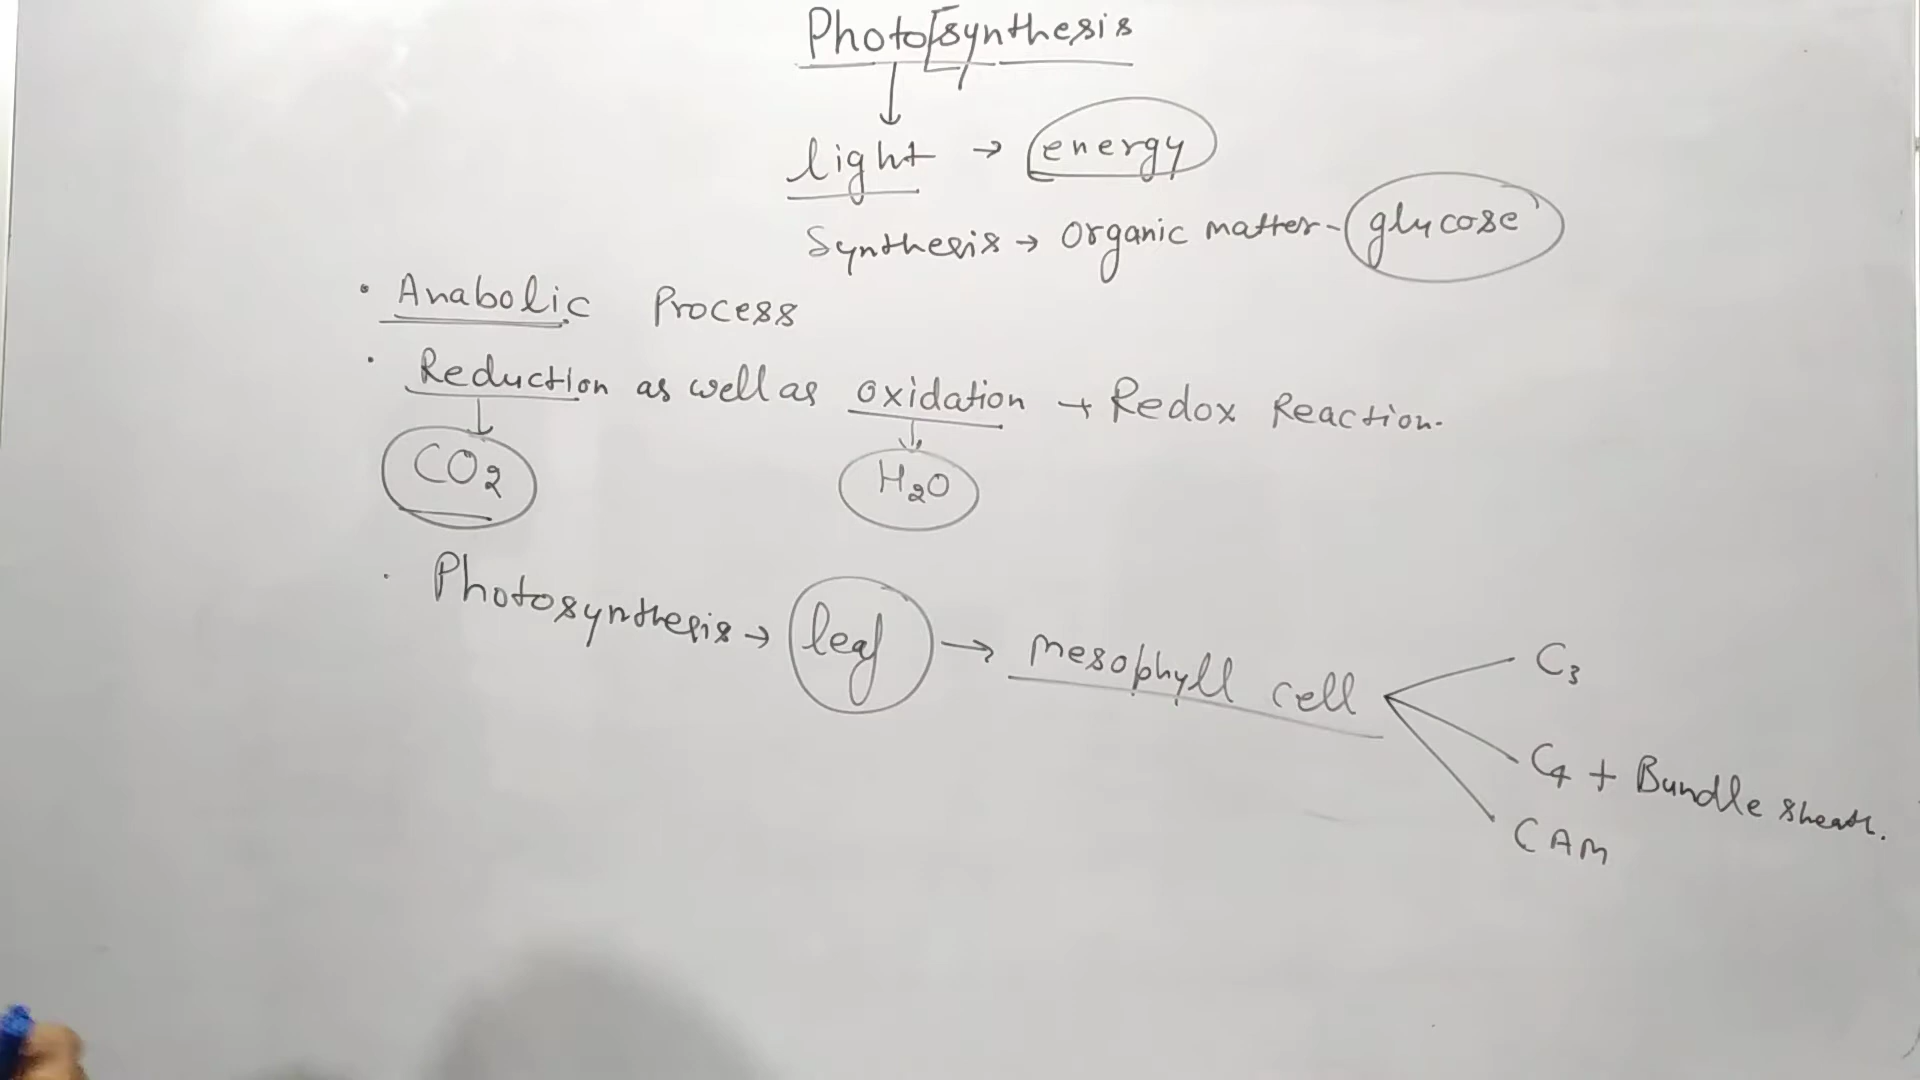 Photosynthesis
light → energy
Synthesis → Organic matter - glucose
• Anabolic Process
• Reduction as well as oxidation → Redox Reaction.
CO2 H2O
• Photosynthesis → leaf → mesophyll cell
C3
C4 + Bundle sheath.
CAM